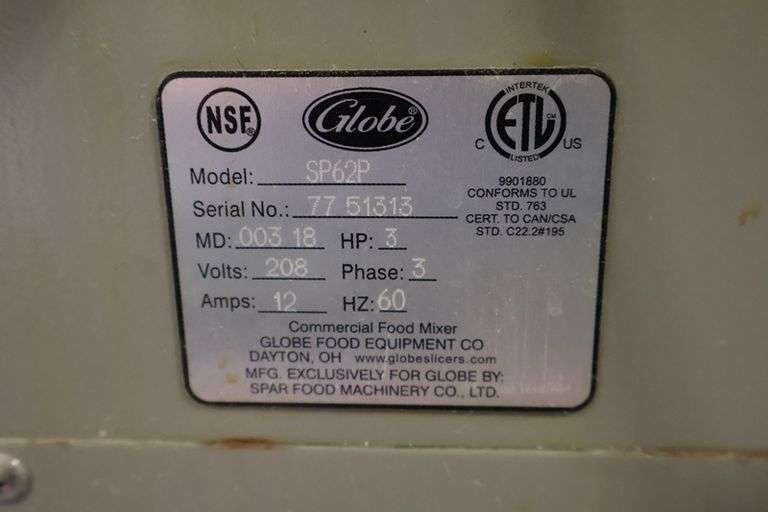 NSF®
Globe®
INTERTEK
ETL CM
C US
LISTED
9901880
CONFORMS TO UL
STD. 763
CERT. TO CAN/CSA
STD. C22.2#195
Model: SP62P
Serial No.: 77 51313
MD: 003 18 HP: 3
Volts: 208 Phase: 3
Amps: 12 HZ: 60
Commercial Food Mixer
GLOBE FOOD EQUIPMENT CO
DAYTON, OH www.globeslicers.com
MFG. EXCLUSIVELY FOR GLOBE BY:
SPAR FOOD MACHINERY CO., LTD.